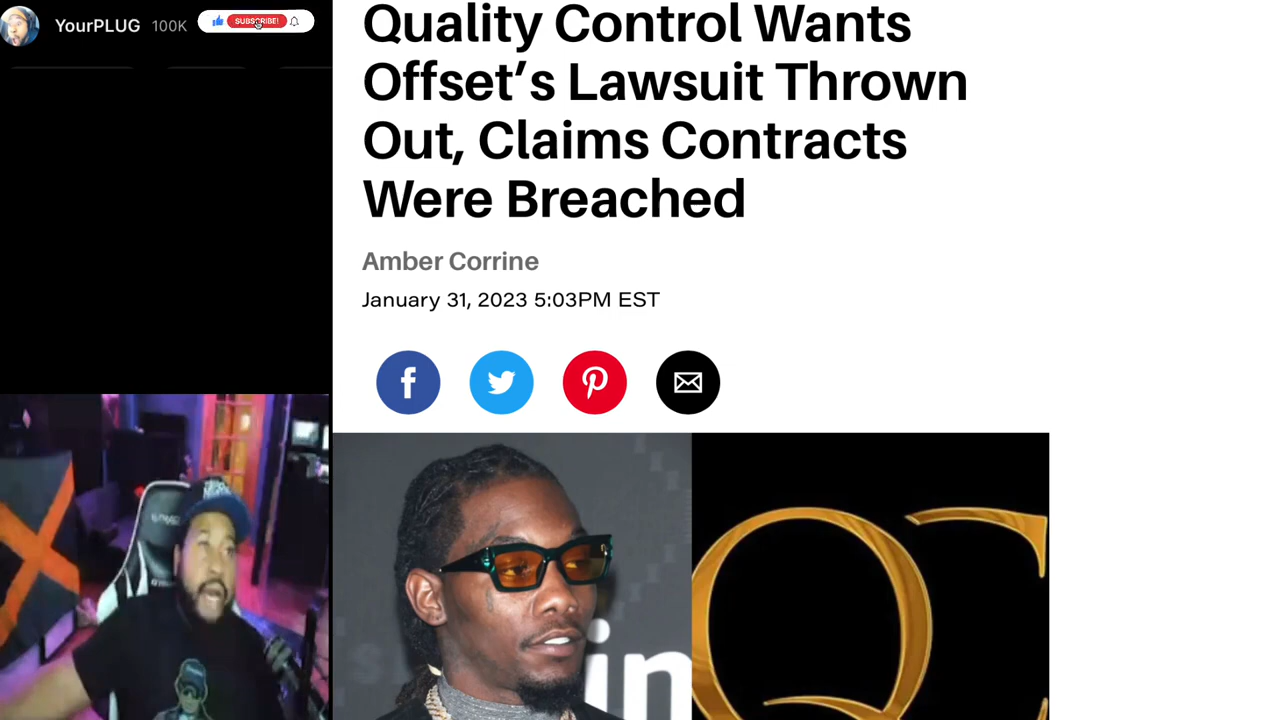 YourPLUG 100K
SUBSCRIBE!
Quality Control Wants
Offset’s Lawsuit Thrown
Out, Claims Contracts
Were Breached
Amber Corrine
January 31, 2023 5:03PM EST
f
in
QC